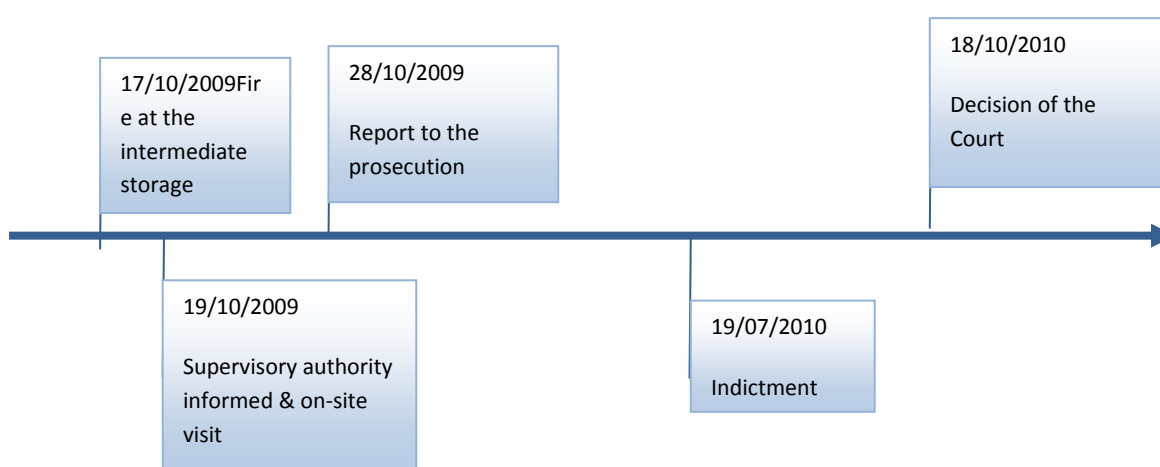 17/10/2009Fir
e at the
intermediate
storage
19/10/2009
Supervisory authority
informed & on-site
visit
28/10/2009
Report to the
prosecution
19/07/2010
Indictment
18/10/2010
Decision of the
Court